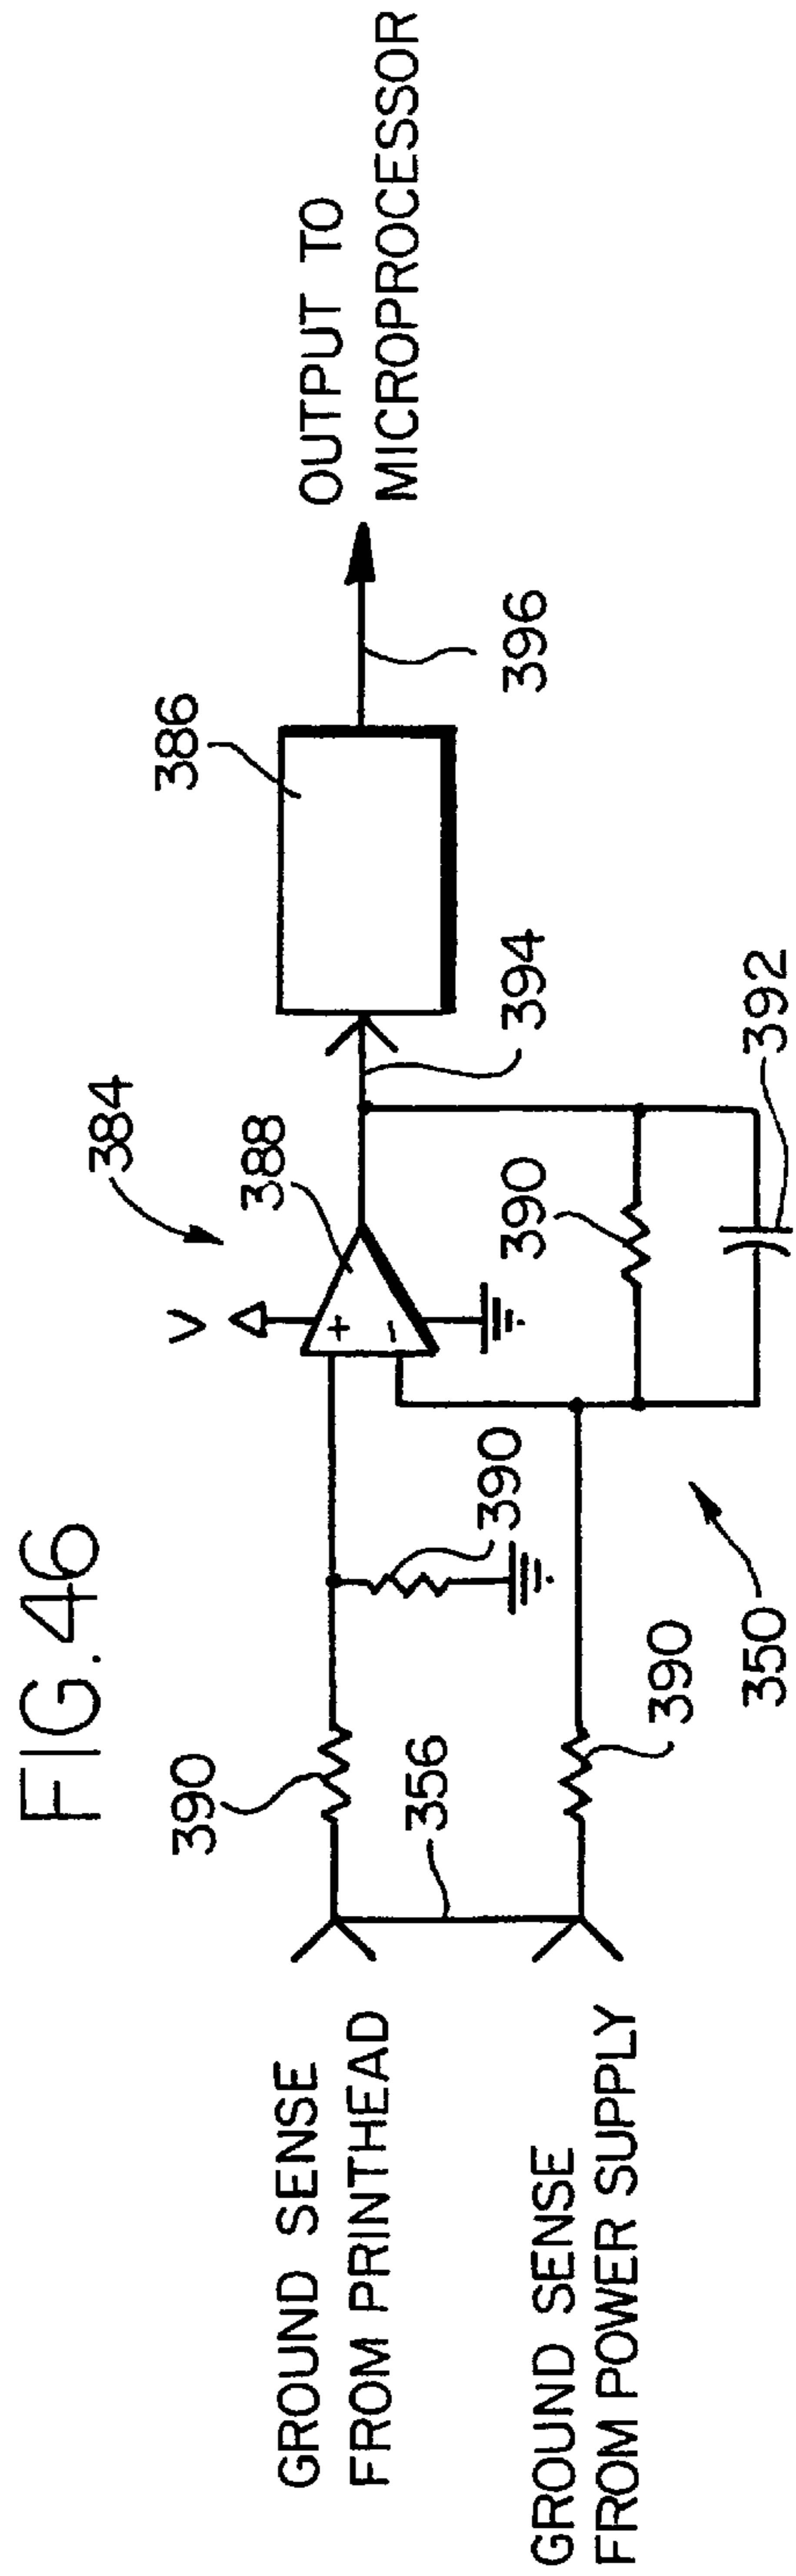 FIG. 46
384
V
388
386
OUTPUT TO
MICROPROCESSOR
390
390
GROUND SENSE
FROM PRINTHEAD
356
390
394
396
GROUND SENSE
FROM POWER SUPPLY
390
350
392